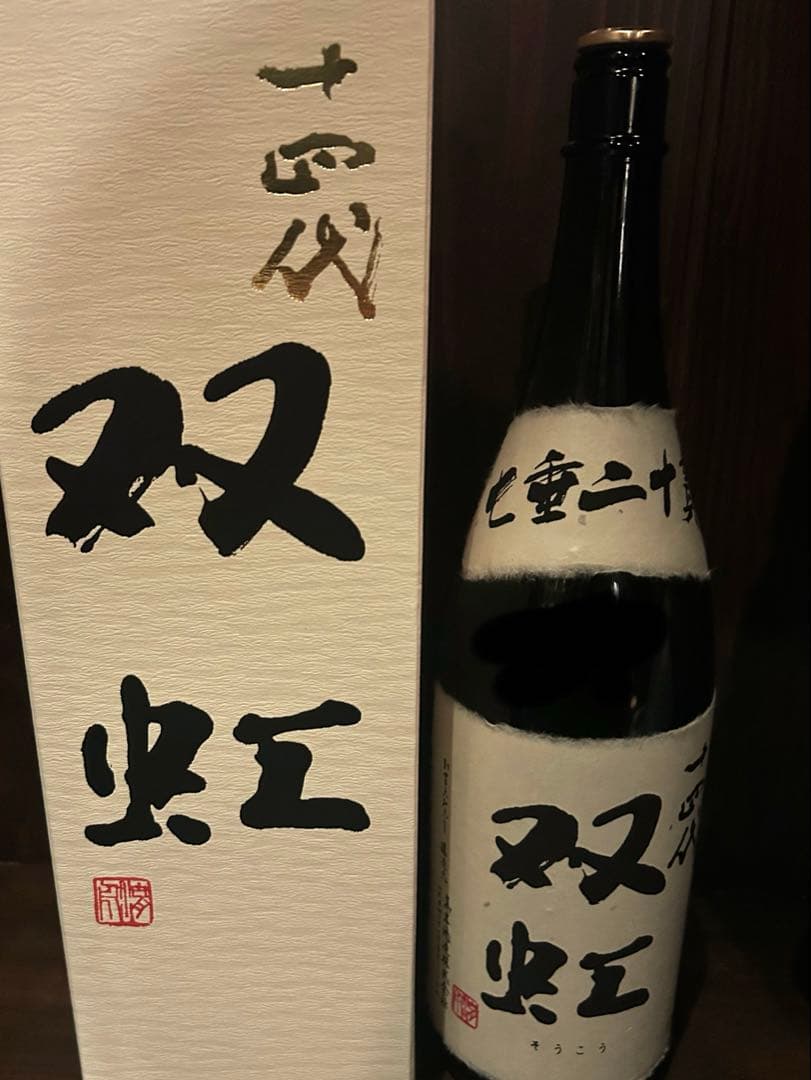 十四代
双虹
七垂二十貫
十四代
双虹
そうこう